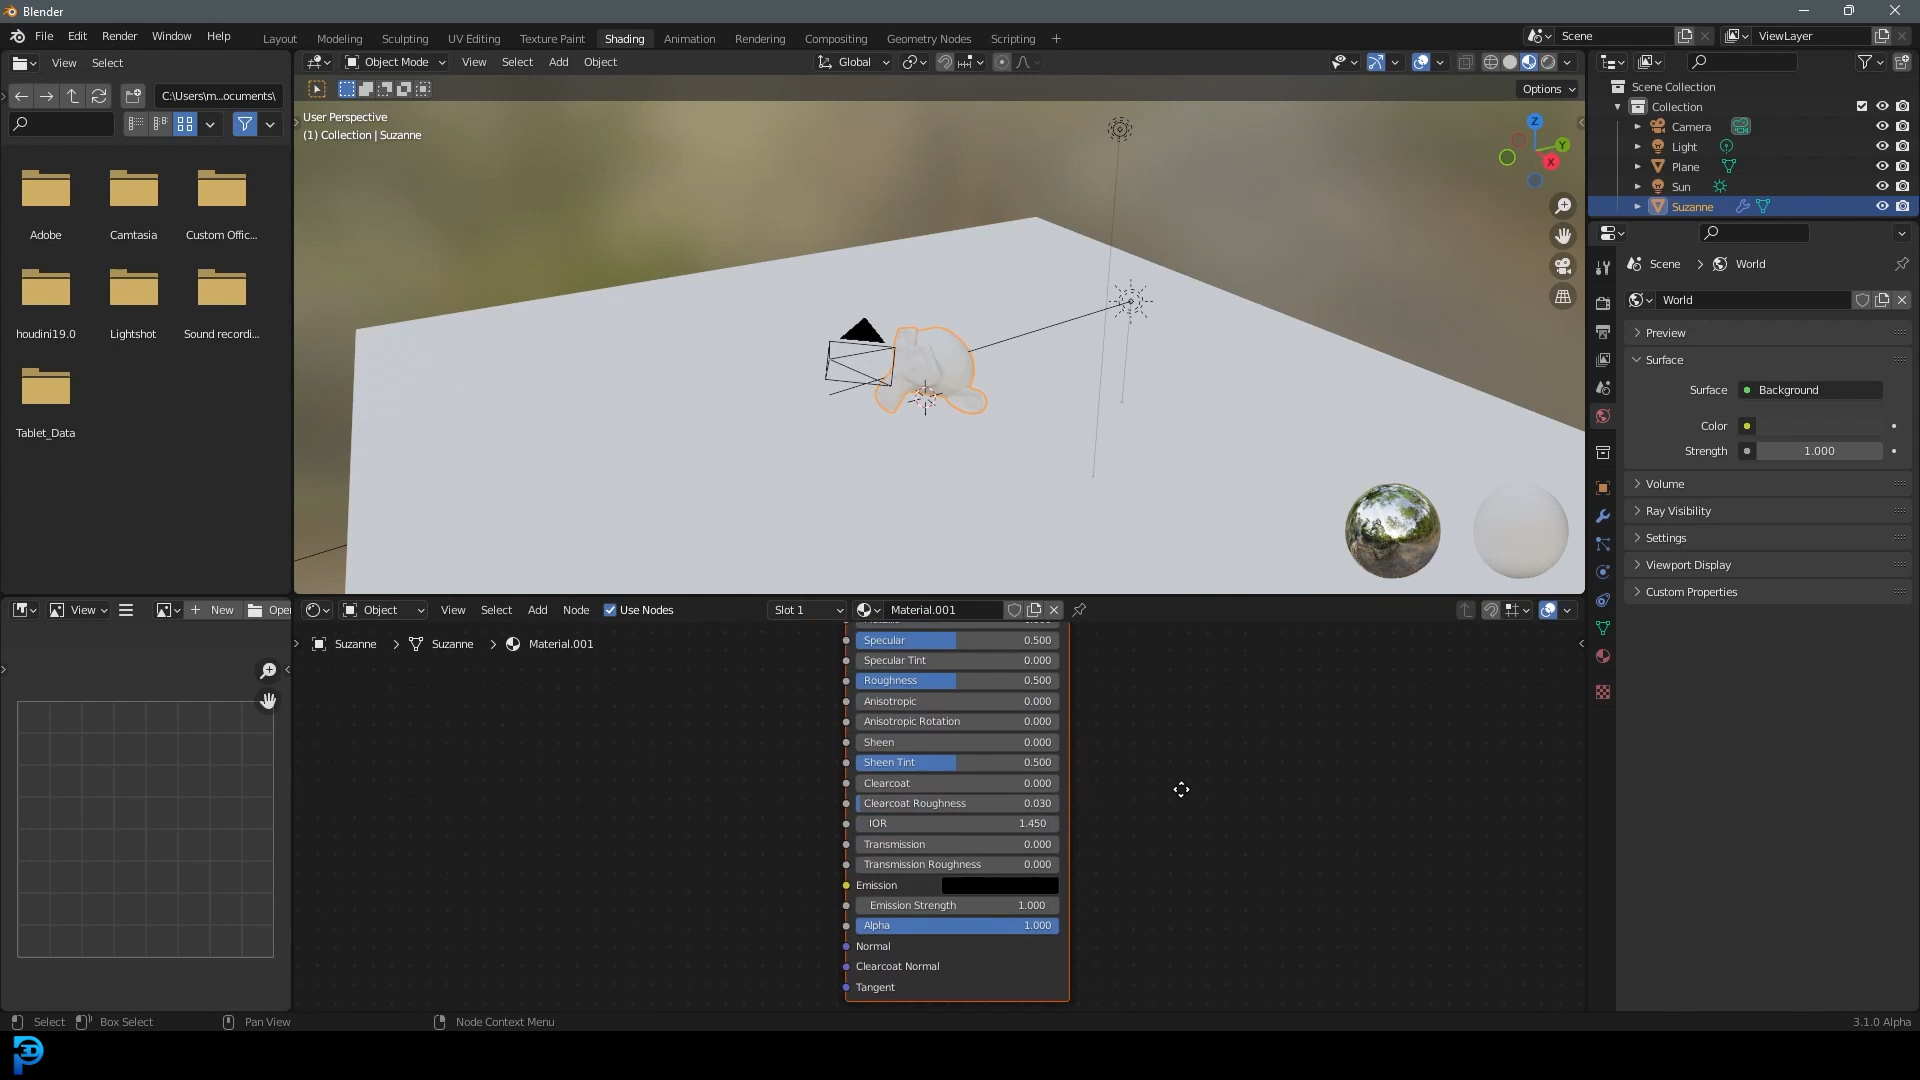 Blender
File Edit Render Window Help
Layout Modeling Sculpting UV Editing Texture Paint Shading Animation Rendering Compositing Geometry Nodes Scripting +
Scene
ViewLayer
View Select
Object Mode View Select Add Object
Global
C:\Users\m...ocuments\
Options
User Perspective
(1) Collection | Suzanne
Z
Y
X
Adobe
Camtasia
Custom Offic...
houdini19.0
Lightshot
Sound recordi...
Tablet_Data
Scene Collection
Collection
Camera
Light
Plane
Sun
Suzanne
Scene > World
World
Preview
Surface
Surface Background
Color
Strength 1.000
Volume
Ray Visibility
Settings
Viewport Display
Custom Properties
View
+ New
Oper
Object View Select Add Node Use Nodes
Slot 1
Material.001
Suzanne > Suzanne > Material.001
Specular 0.500
Specular Tint 0.000
Roughness 0.500
Anisotropic 0.000
Anisotropic Rotation 0.000
Sheen 0.000
Sheen Tint 0.500
Clearcoat 0.000
Clearcoat Roughness 0.030
IOR 1.450
Transmission 0.000
Transmission Roughness 0.000
Emission
Emission Strength 1.000
Alpha 1.000
Normal
Clearcoat Normal
Tangent
Select Box Select Pan View Node Context Menu
3.1.0 Alpha